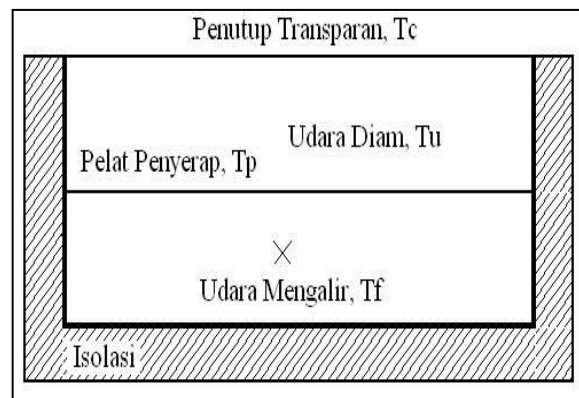 Penutup Transparan, Tc
Udara Diam, Tu
Pelat Penyerap, Tp
Udara Mengalir, Tf
Isolasi